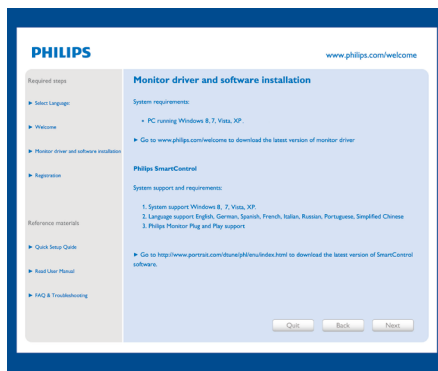 PHILIPS
www.philips.com/welcome
Required steps
► Select Language:
► Welcome
► Monitor driver and software installation
► Registration
Reference materials
► Quick Setup Quide
► Read User Manual
► FAQ & Troubleshooting
Monitor driver and software installation
System requirements:
• PC running Windows 8, 7, Vista, XP.
► Go to www.philips.com/welcome to download the latest version of monitor driver
Philips SmartControl
System support and requirements:
1. System support Windows 8, 7, Vista, XP.
2. Language support English, German, Spanish, French, Italian, Russian, Portuguese, Simplified Chinese
3. Philips Monitor Plug and Play support
► Go to http://www.portrait.com/dtune/phl/enu/index.html to download the latest version of SmartControl
software.
Quit
Back
Next